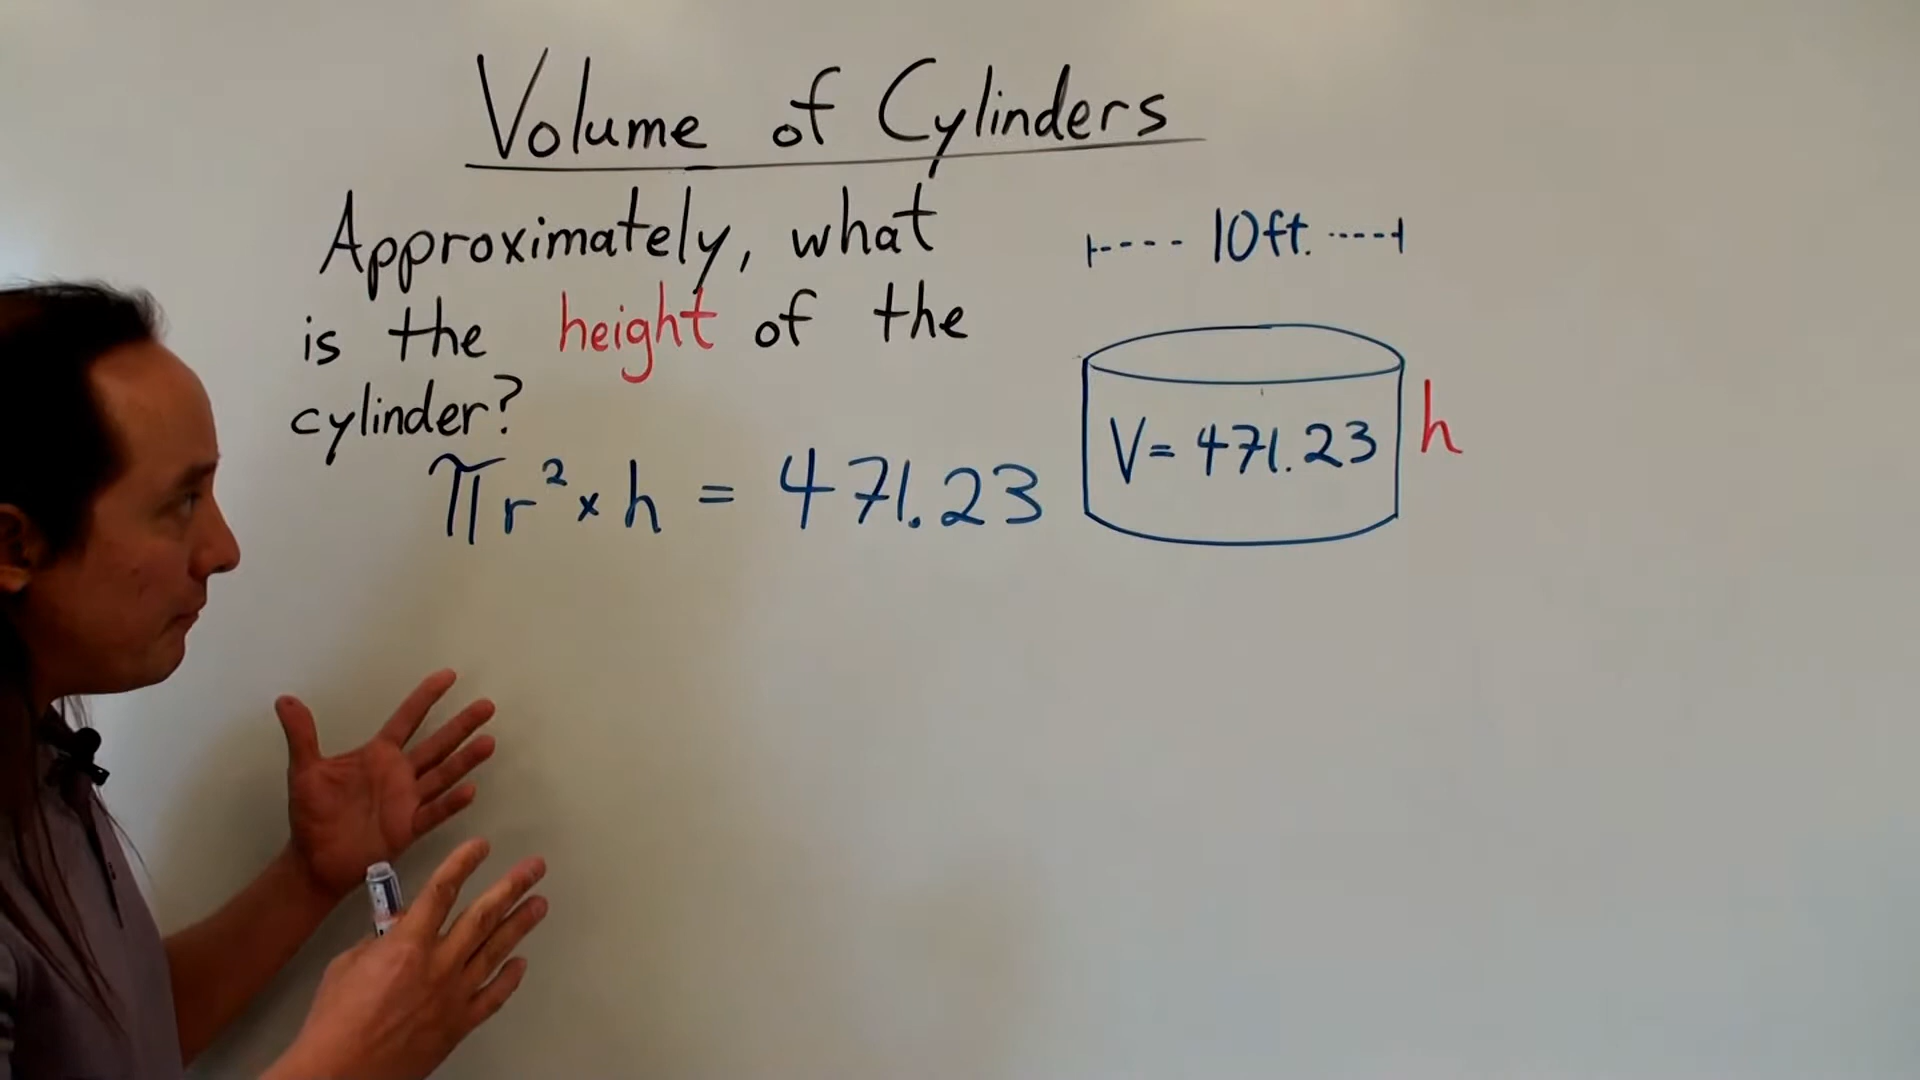 Volume of Cylinders
Approximately, what
is the height of the
cylinder?
πr² × h = 471.23
10ft.
V= 471.23
h